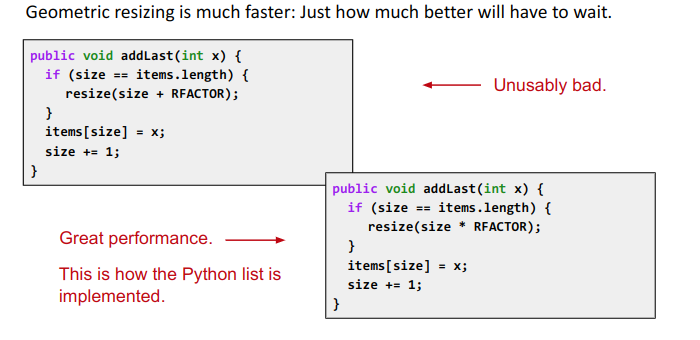 Geometric resizing is much faster: Just how much better will have to wait.
public void addLast(int x) {
  if (size == items.length) {
    resize(size + RFACTOR);
  }
  items[size] = x;
  size += 1;
}
Unusably bad.
public void addLast(int x) {
  if (size == items.length) {
    resize(size * RFACTOR);
  }
  items[size] = x;
  size += 1;
}
Great performance.
This is how the Python list is
implemented.